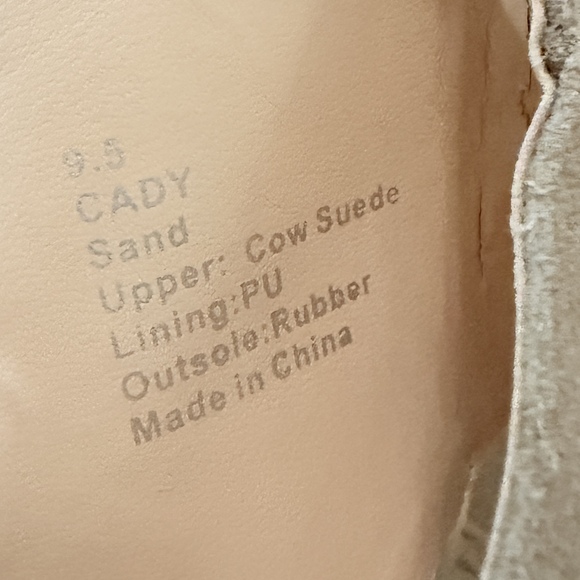 9.5
CADY
Sand
Upper: Cow Suede
Lining:PU
Outsole:Rubber
Made in China